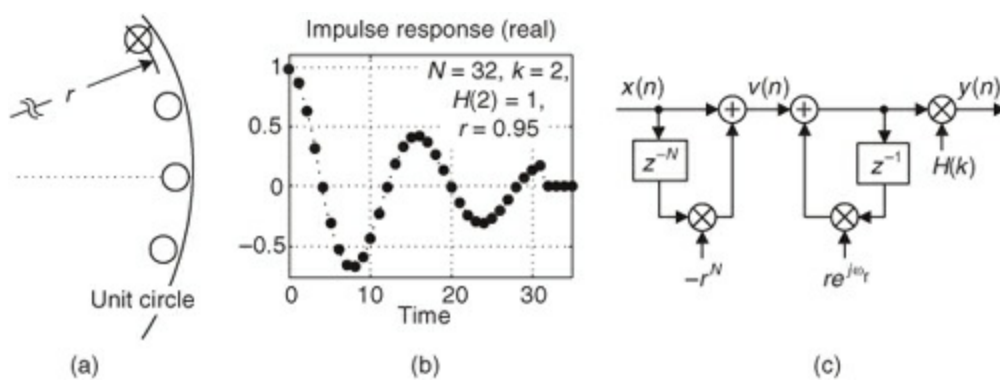 r
Unit circle
(a)
Impulse response (real)
N = 32, k = 2,
H(2) = 1,
r = 0.95
1
0.5
0
−0.5
0 10 20 30
Time
(b)
x(n) v(n) y(n)
z⁻ᴺ
z⁻¹
H(k)
−rᴺ
re^{jωr}
(c)